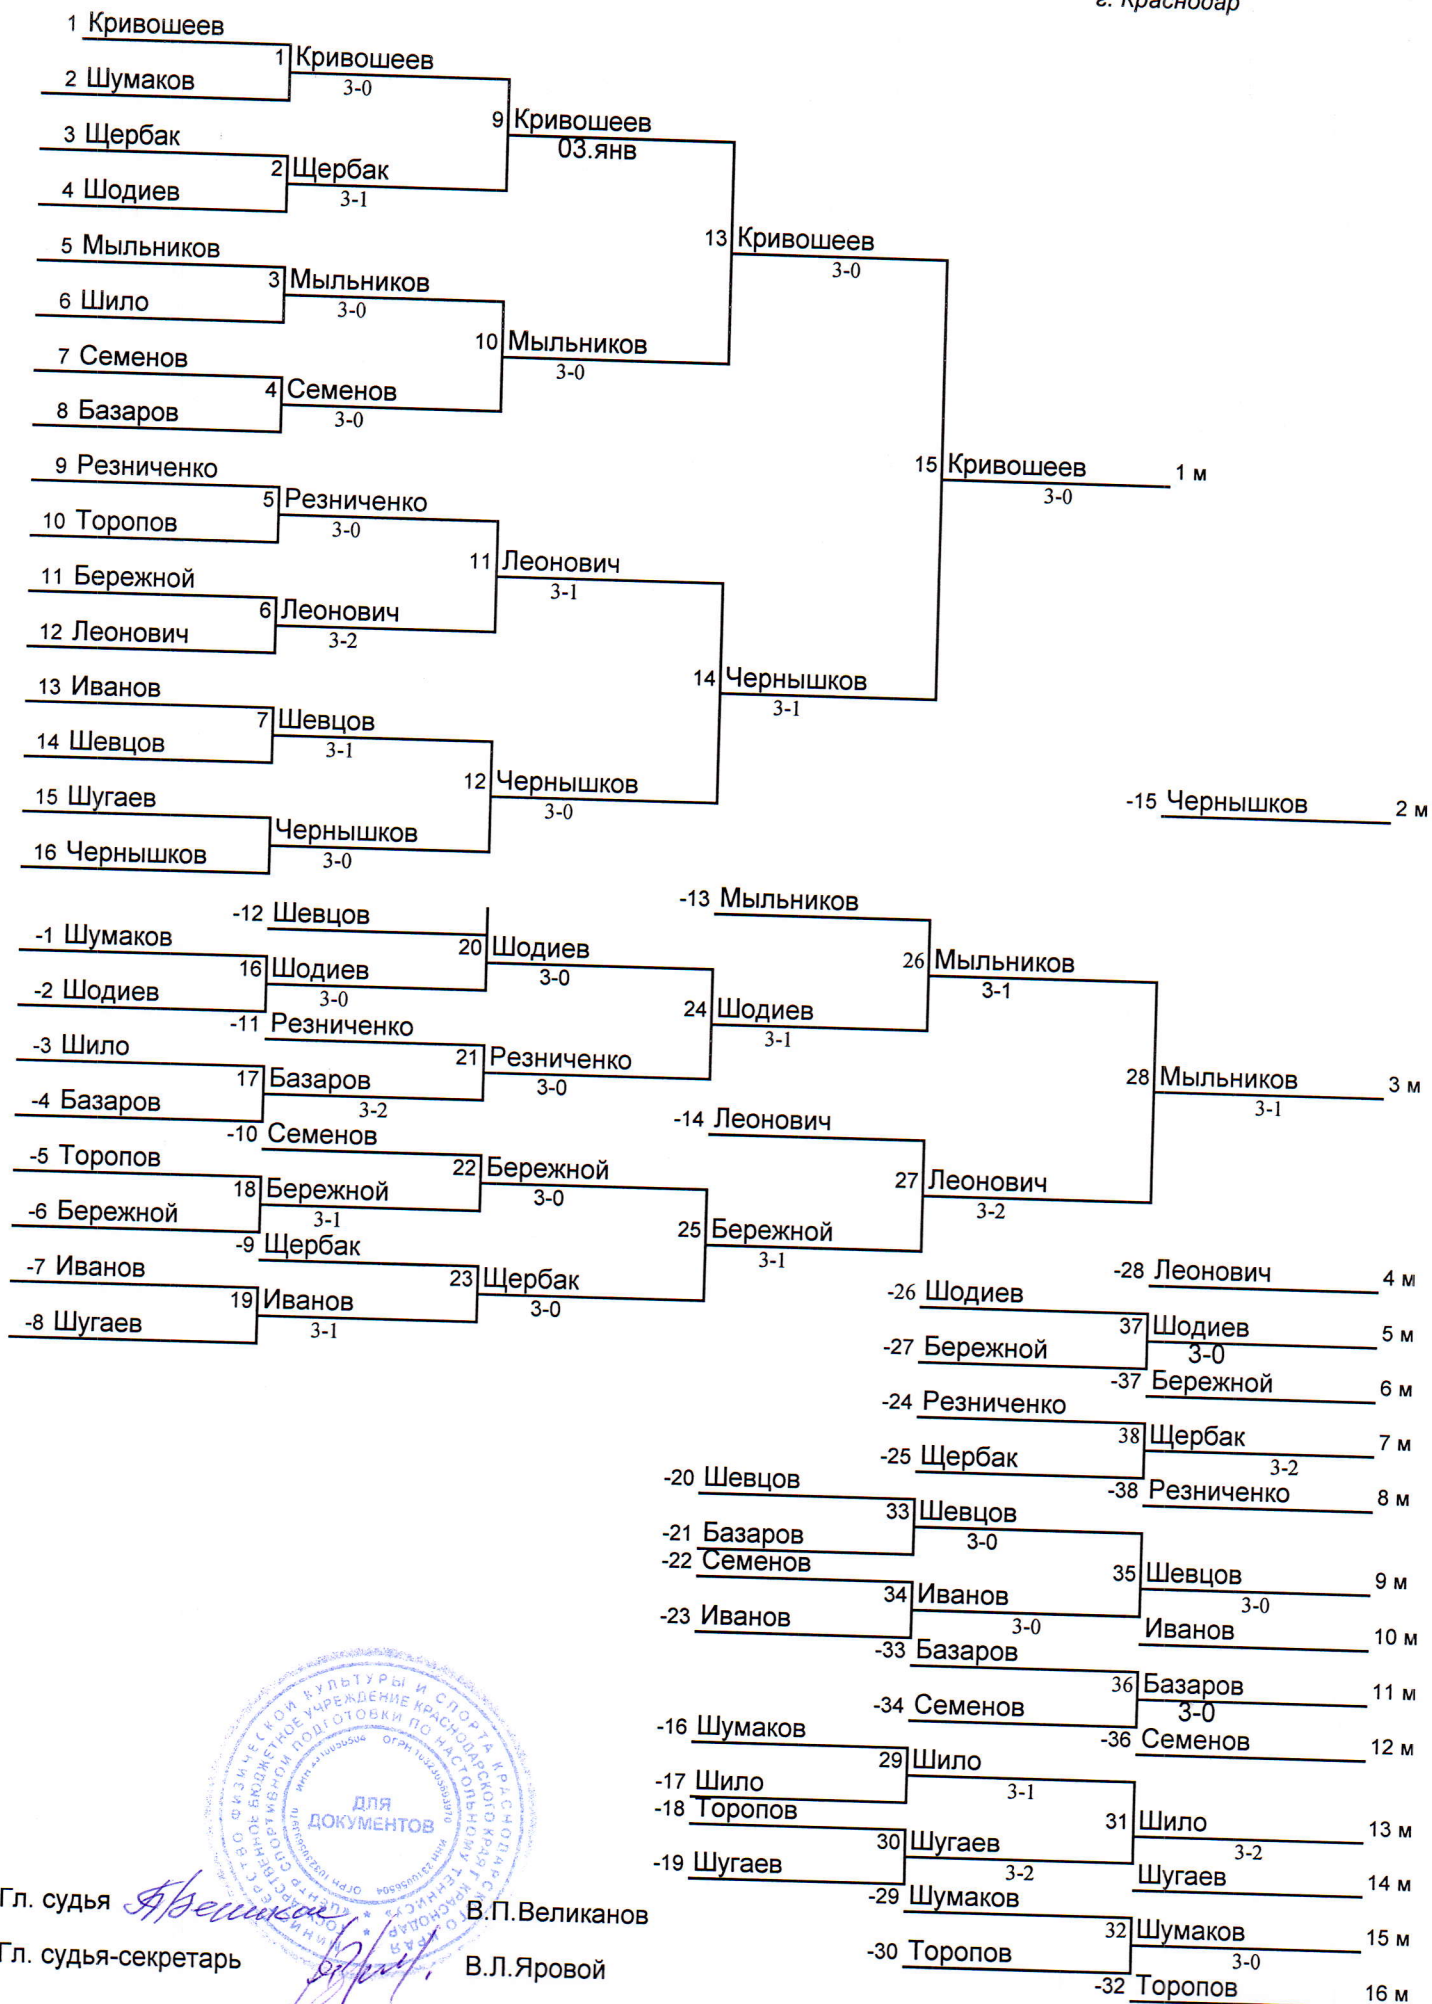 г. Краснодар
1 Кривошеев
1 Кривошеев
3-0
2 Шумаков
9 Кривошеев
03.янв
3 Щербак
2 Щербак
3-1
4 Шодиев
13 Кривошеев
3-0
5 Мыльников
3 Мыльников
3-0
6 Шило
10 Мыльников
3-0
7 Семенов
4 Семенов
3-0
8 Базаров
15 Кривошеев 1 м
3-0
9 Резниченко
5 Резниченко
3-0
10 Торопов
11 Леонович
3-1
11 Бережной
6 Леонович
3-2
12 Леонович
14 Чернышков
3-1
13 Иванов
7 Шевцов
3-1
14 Шевцов
12 Чернышков
3-0
15 Шугаев
Чернышков
3-0
16 Чернышков
-15 Чернышков 2 м
-12 Шевцов
-13 Мыльников
-1 Шумаков
20 Шодиев
3-0
26 Мыльников
3-1
16 Шодиев
3-0
-2 Шодиев
24 Шодиев
3-1
-11 Резниченко
-3 Шило
21 Резниченко
3-0
17 Базаров
3-2
28 Мыльников 3 м
3-1
-4 Базаров
-14 Леонович
-10 Семенов
-5 Торопов
22 Бережной
3-0
27 Леонович
3-2
18 Бережной
3-1
-6 Бережной
25 Бережной
3-1
-9 Щербак
-7 Иванов
23 Щербак
3-0
19 Иванов
3-1
-8 Шугаев
-28 Леонович 4 м
-26 Шодиев
37 Шодиев 5 м
3-0
-27 Бережной
-37 Бережной 6 м
-24 Резниченко
38 Щербак 7 м
3-2
-25 Щербак
-38 Резниченко 8 м
-20 Шевцов
33 Шевцов
3-0
-21 Базаров
-22 Семенов
35 Шевцов 9 м
3-0
34 Иванов
3-0
-23 Иванов
Иванов 10 м
-33 Базаров
36 Базаров 11 м
3-0
-34 Семенов
-36 Семенов 12 м
-16 Шумаков
29 Шило
3-1
-17 Шило
-18 Торопов
31 Шило 13 м
3-2
30 Шугаев
3-2
-19 Шугаев
Шугаев 14 м
-29 Шумаков
32 Шумаков 15 м
3-0
-30 Торопов
-32 Торопов 16 м
ДЛЯ
ДОКУМЕНТОВ
Гл. судья В.П.Великанов
Гл. судья-секретарь В.Л.Яровой